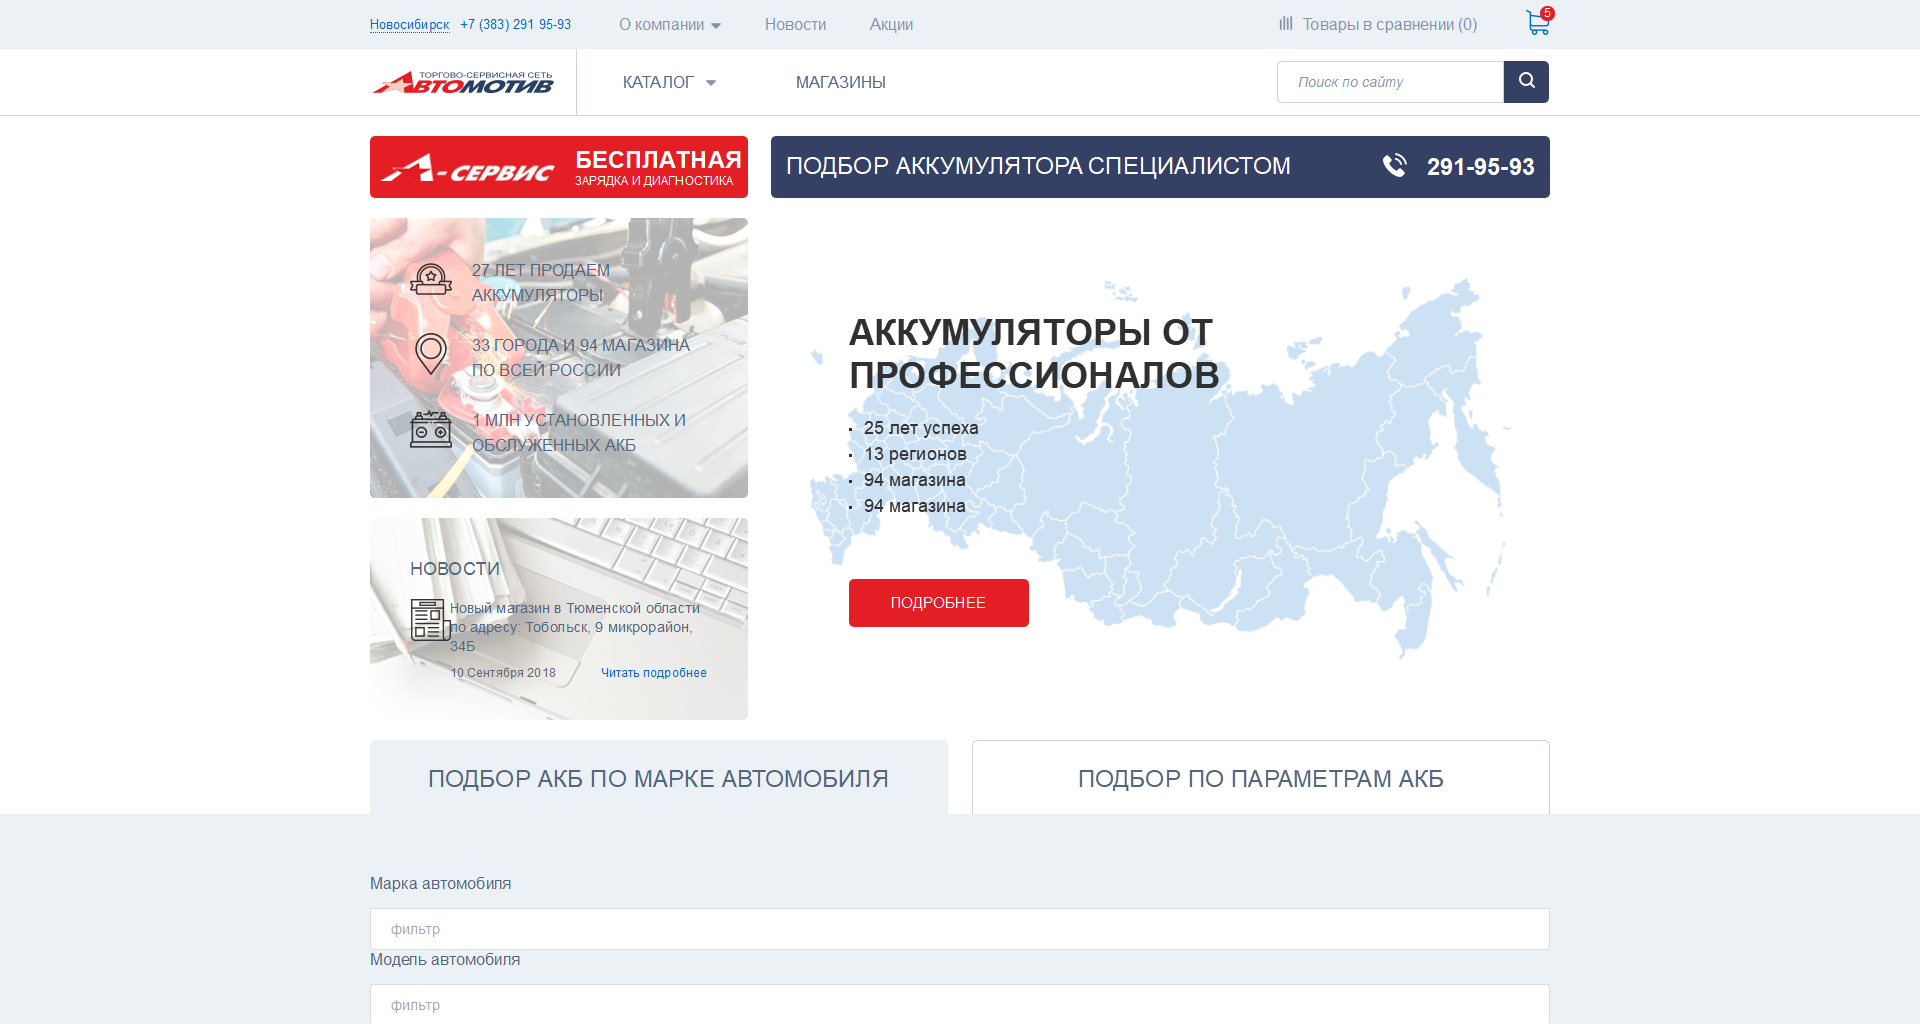 Новосибирск +7 (383) 291 95-93 О компании Новости Акции Товары в сравнении (0) 5
ТОРГОВО-СЕРВИСНАЯ СЕТЬ
АВТОМОТИВ
КАТАЛОГ МАГАЗИНЫ Поиск по сайту
А-СЕРВИС
БЕСПЛАТНАЯ
ЗАРЯДКА И ДИАГНОСТИКА
ПОДБОР АККУМУЛЯТОРА СПЕЦИАЛИСТОМ 291-95-93
27 ЛЕТ ПРОДАЕМ
АККУМУЛЯТОРЫ
33 ГОРОДА И 94 МАГАЗИНА
ПО ВСЕЙ РОССИИ
1 МЛН УСТАНОВЛЕННЫХ И
ОБСЛУЖЕННЫХ АКБ
АККУМУЛЯТОРЫ ОТ
ПРОФЕССИОНАЛОВ
25 лет успеха
13 регионов
94 магазина
94 магазина
ПОДРОБНЕЕ
НОВОСТИ
Новый магазин в Тюменской области
по адресу: Тобольск, 9 микрорайон,
34Б
10 Сентября 2018 Читать подробнее
ПОДБОР АКБ ПО МАРКЕ АВТОМОБИЛЯ ПОДБОР ПО ПАРАМЕТРАМ АКБ
Марка автомобиля
фильтр
Модель автомобиля
фильтр